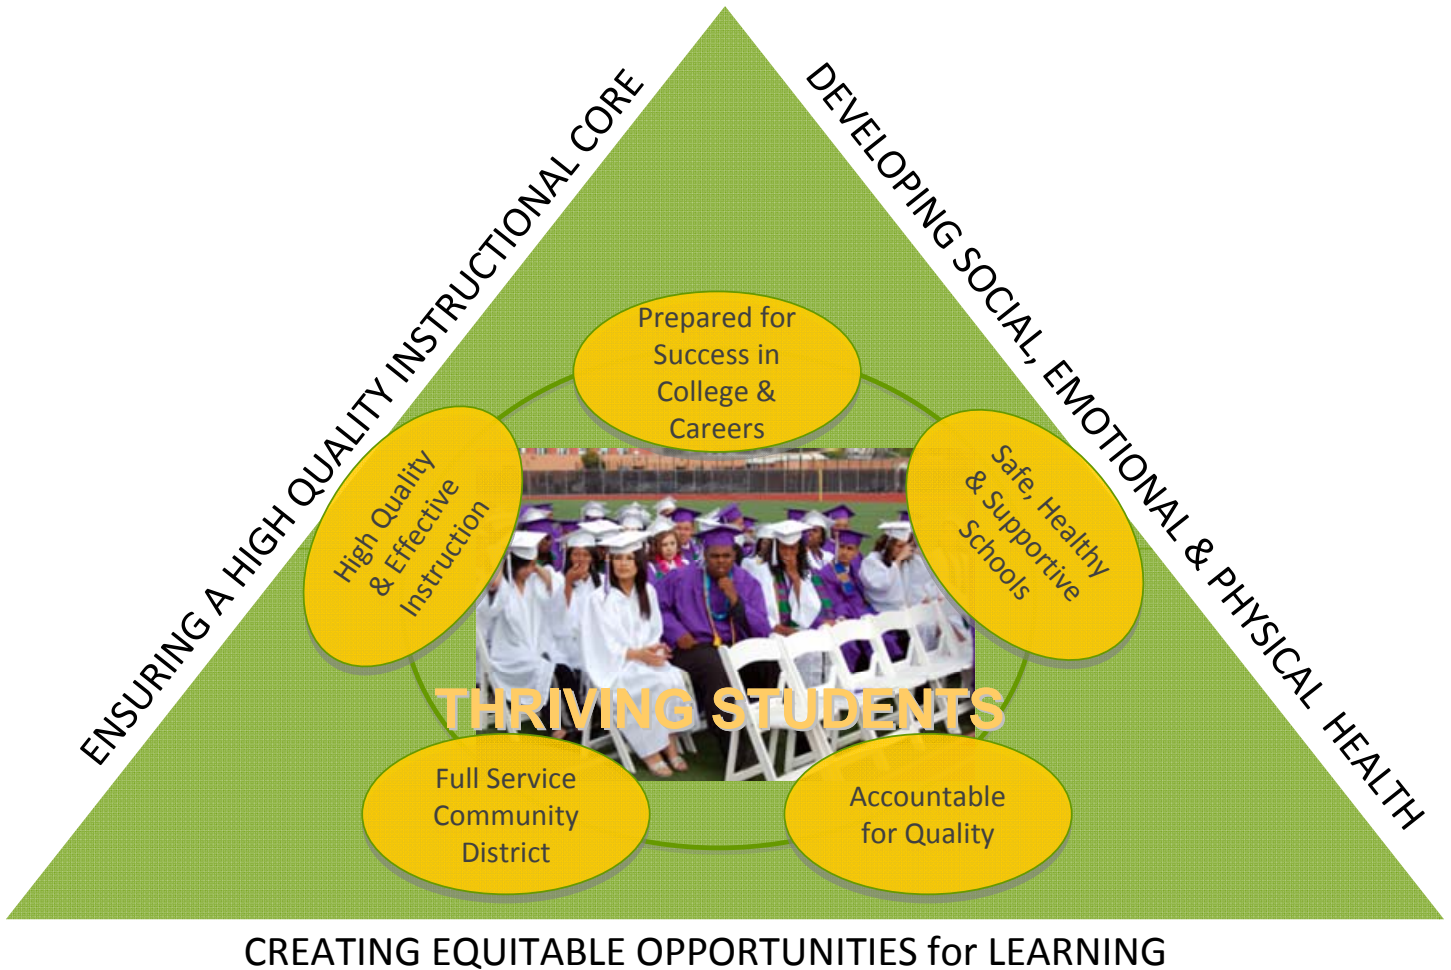 ENSURING A HIGH QUALITY INSTRUCTIONAL CORE
DEVELOPING SOCIAL, EMOTIONAL & PHYSICAL HEALTH
Prepared for
Success in
College &
Careers
High Quality
& Effective
Instruction
Safe, Healthy
& Supportive
Schools
THRIVING STUDENTS
Full Service
Community
District
Accountable
for Quality
CREATING EQUITABLE OPPORTUNITIES for LEARNING